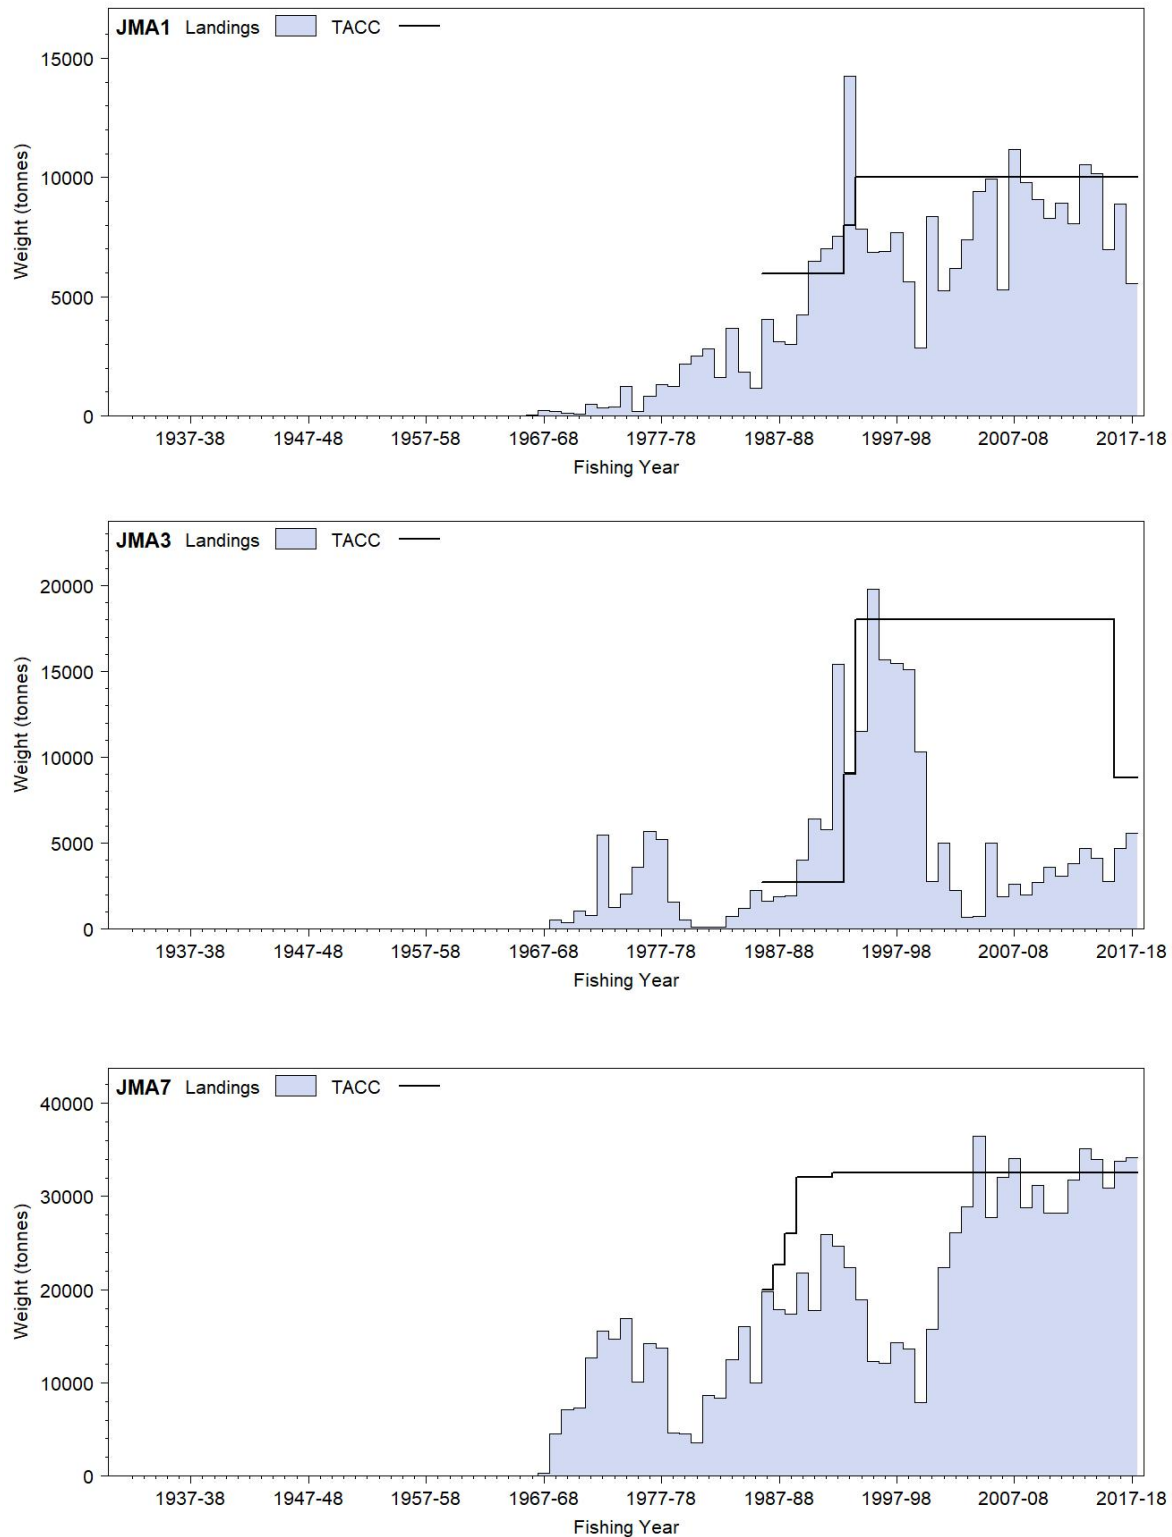 JMA1 Landings TACC
15000
10000
5000
0
Weight (tonnes)
1937-38 1947-48 1957-58 1967-68 1977-78 1987-88 1997-98 2007-08 2017-18
Fishing Year
JMA3 Landings TACC
20000
15000
10000
5000
0
Weight (tonnes)
1937-38 1947-48 1957-58 1967-68 1977-78 1987-88 1997-98 2007-08 2017-18
Fishing Year
JMA7 Landings TACC
40000
30000
20000
10000
0
Weight (tonnes)
1937-38 1947-48 1957-58 1967-68 1977-78 1987-88 1997-98 2007-08 2017-18
Fishing Year